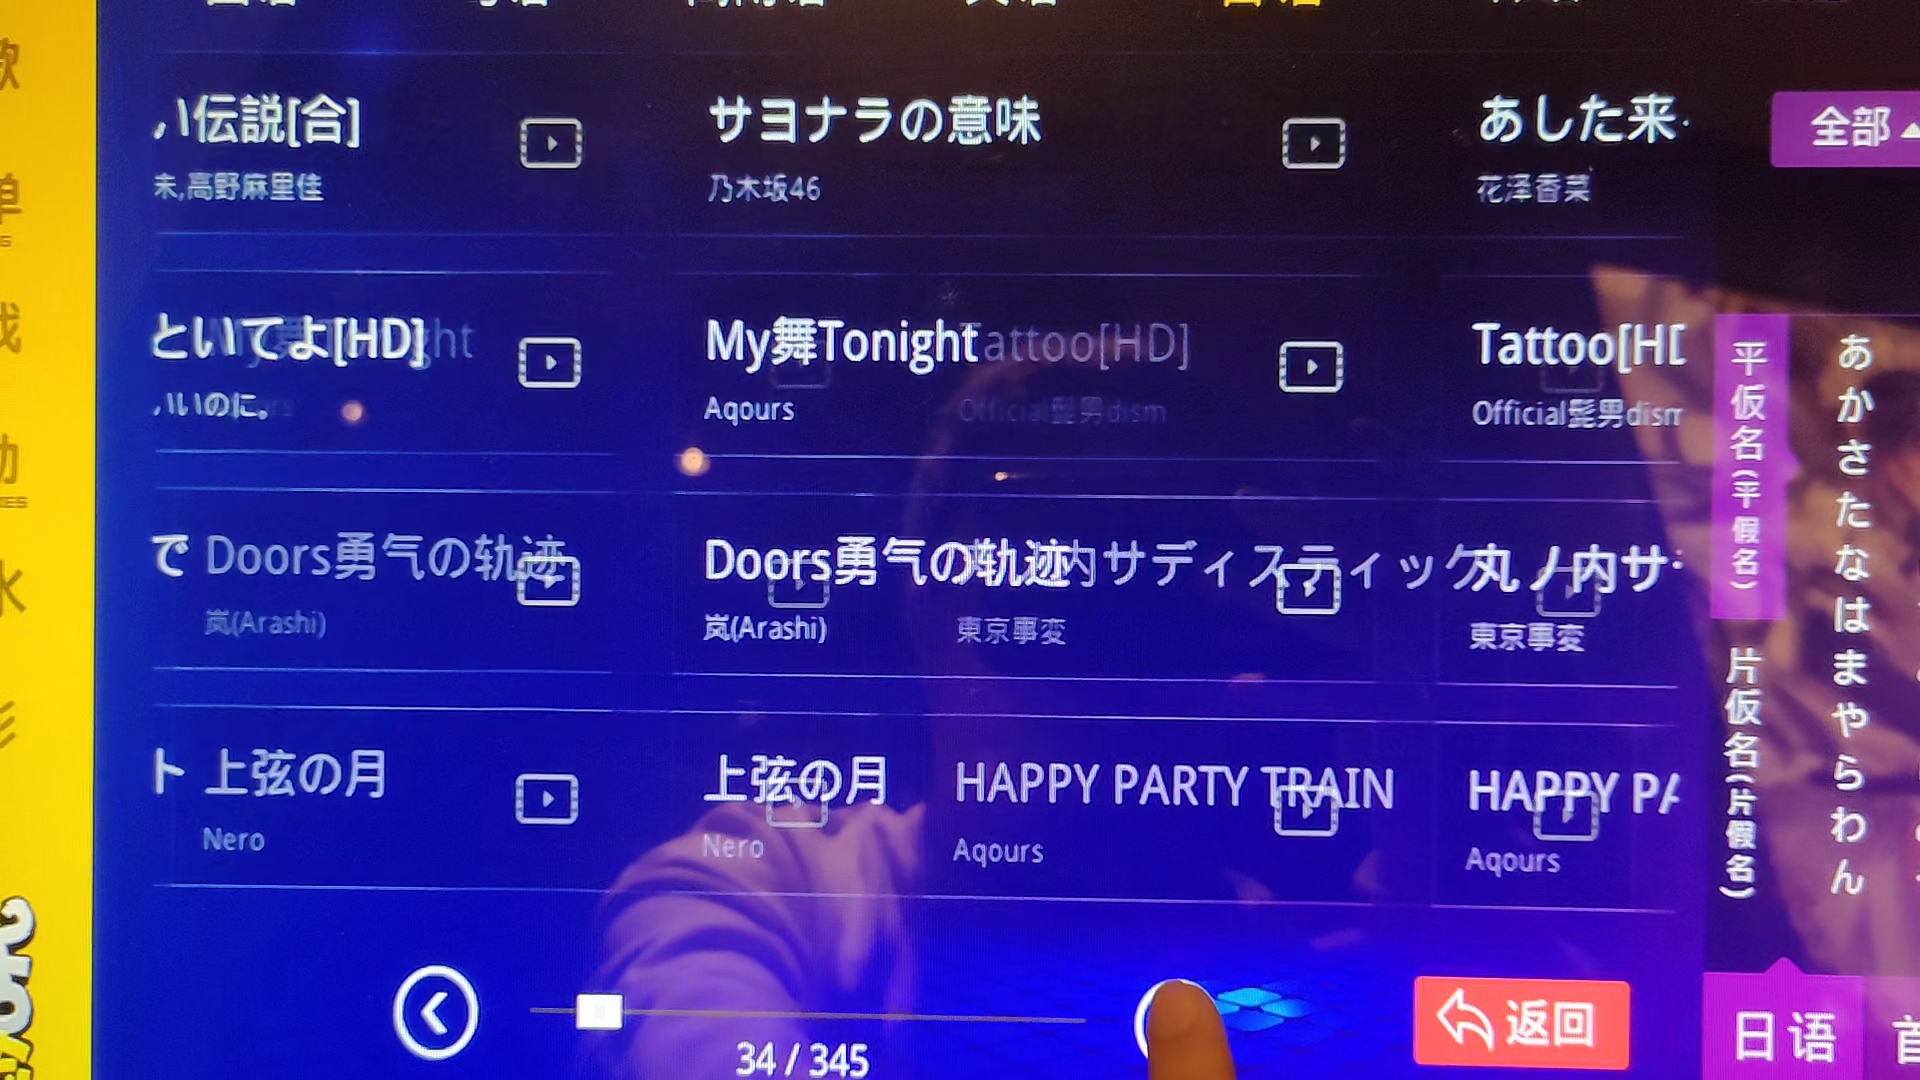 伝説[合]
サヨナラの意味
あした来
全部
未,高野麻里佳
乃木坂46
花泽香菜
といてよ[HD]
My舞Tonight
Tattoo[HD]
Tattoo[HD
いいのに。
Aqours
Official髭男dism
Official髭男dism
で
Doors勇气の轨迹
Doors勇气の轨迹
内サディスティック
丸ノ内サ
岚(Arashi)
岚(Arashi)
東京事変
東京事変
ト
上弦の月
上弦の月
HAPPY PARTY TRAIN
HAPPY PA
Nero
Nero
Aqours
Aqours
平仮名(平假名)
片仮名(片假名)
あかさたなはまやらわん
34 / 345
返回
日语